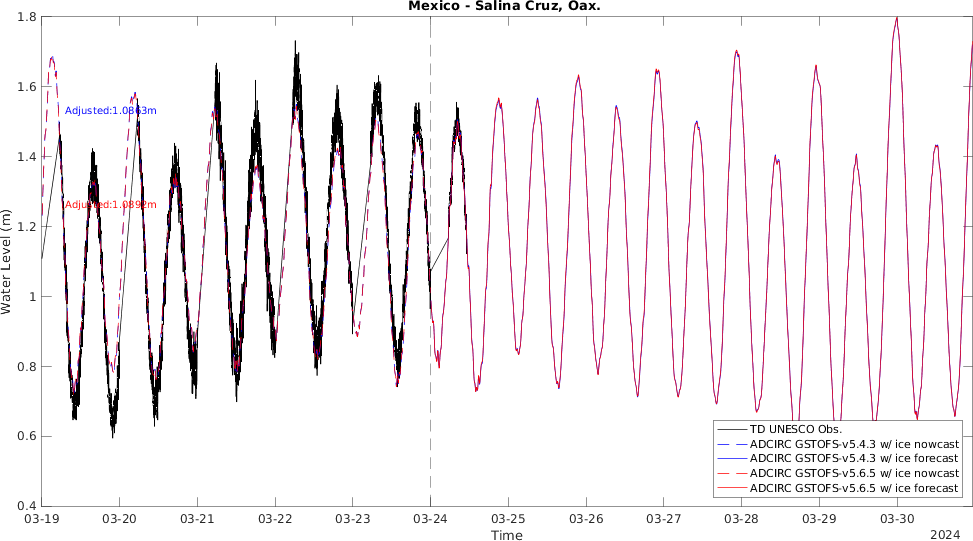 Mexico - Salina Cruz, Oax.
1.8
1.6
1.4
1.2
1
0.8
0.6
0.4
Water Level (m)
Adjusted:1.0863m
Adjusted:1.0892m
TD UNESCO Obs.
ADCIRC GSTOFS-v5.4.3 w/ ice nowcast
ADCIRC GSTOFS-v5.4.3 w/ ice forecast
ADCIRC GSTOFS-v5.6.5 w/ ice nowcast
ADCIRC GSTOFS-v5.6.5 w/ ice forecast
03-19 03-20 03-21 03-22 03-23 03-24 03-25 03-26 03-27 03-28 03-29 03-30
Time
2024